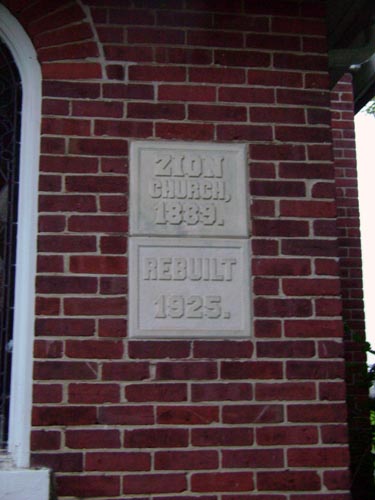 ZION
CHURCH,
1889.
REBUILT
1925.